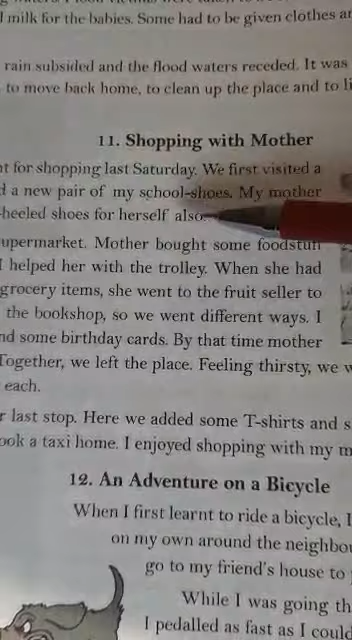 milk for the babies. Some had to be given clothes
rain subsided and the flood waters receded. It was
to move back home, to clean up the place and to
11. Shopping with Mother
for shopping last Saturday. We first visited a
a new pair of my school-shoes. My mother
heeled shoes for herself also.
upermarket. Mother bought some foodstuff
I helped her with the trolley. When she had
grocery items, she went to the fruit seller to
the bookshop, so we went different ways. I
nd some birthday cards. By that time mother
Together, we left the place. Feeling thirsty, we
each.
r last stop. Here we added some T-shirts and
ook a taxi home. I enjoyed shopping with my
12. An Adventure on a Bicycle
When I first learnt to ride a bicycle, I
on my own around the
go to my friend's house to
While I was going
I pedalled as fast as I